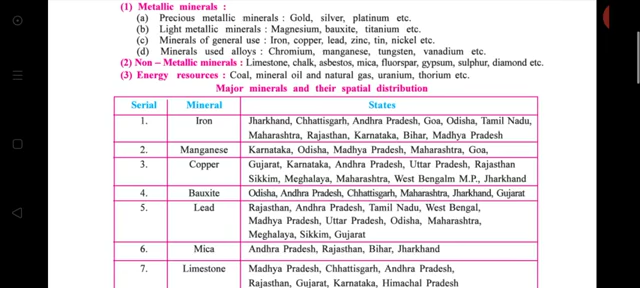 (1) Metallic minerals :
(a) Precious metallic minerals : Gold, silver, platinum etc.
(b) Light metallic minerals : Magnesium, bauxite, titanium etc.
(c) Minerals of general use : Iron, copper, lead, zinc, tin, nickel etc.
(d) Minerals used alloys : Chromium, manganese, tungsten, vanadium etc.
(2) Non – Metallic minerals : Limestone, chalk, asbestos, mica, fluorspar, gypsum, sulphur, diamond etc.
(3) Energy resources : Coal, mineral oil and natural gas, uranium, thorium etc.
Major minerals and their spatial distribution
Serial Mineral States
1. Iron Jharkhand, Chhattisgarh, Andhra Pradesh, Goa, Odisha, Tamil Nadu,
Maharashtra, Rajasthan, Karnataka, Bihar, Madhya Pradesh
2. Manganese Karnataka, Odisha, Madhya Pradesh, Maharashtra, Goa,
3. Copper Gujarat, Karnataka, Andhra Pradesh, Uttar Pradesh, Rajasthan
Sikkim, Meghalaya, Maharashtra, West Bengalm M.P., Jharkhand
4. Bauxite Odisha, Andhra Pradesh, Chhattisgarh, Maharashtra, Jharkhand, Gujarat
5. Lead Rajasthan, Andhra Pradesh, Tamil Nadu, West Bengal,
Madhya Pradesh, Uttar Pradesh, Odisha, Maharashtra,
Meghalaya, Sikkim, Gujarat
6. Mica Andhra Pradesh, Rajasthan, Bihar, Jharkhand
7. Limestone Madhya Pradesh, Chhattisgarh, Andhra Pradesh,
Rajasthan, Gujarat, Karnataka, Himachal Pradesh